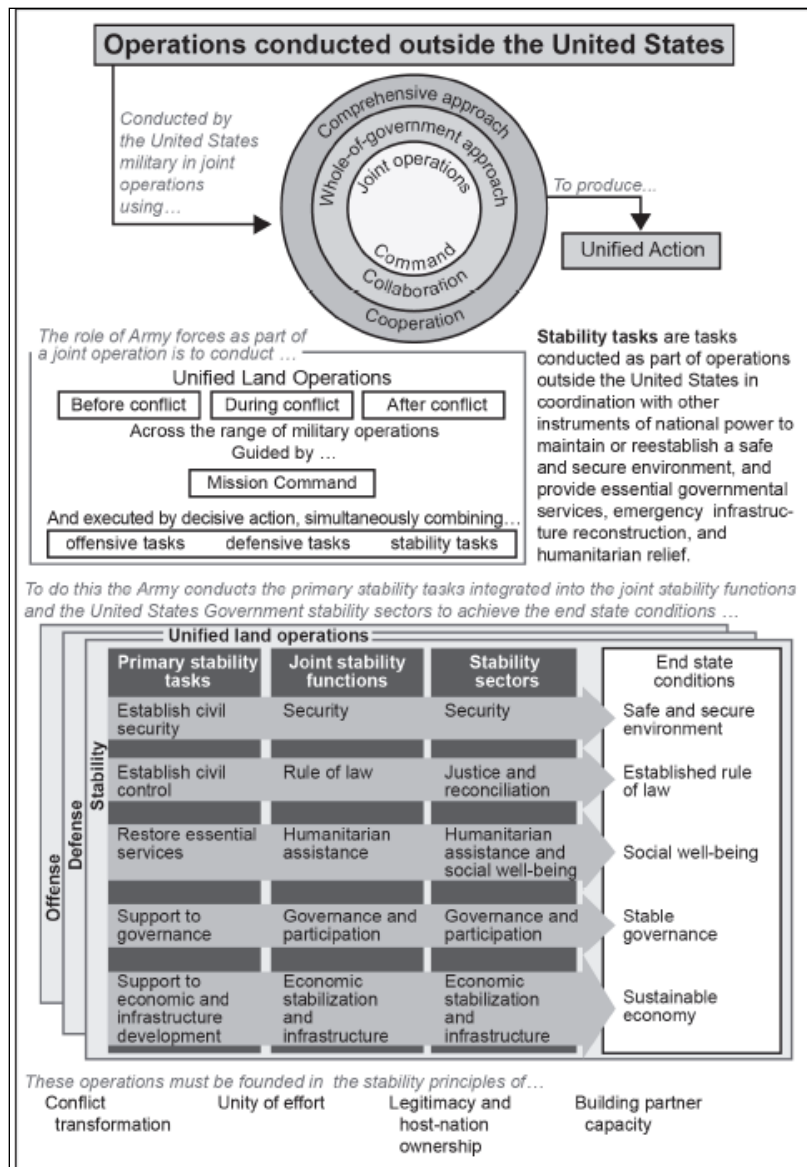 Operations conducted outside the United States
Conducted by
the United States
military in joint
operations
using…
Comprehensive approach
Whole-of-government approach
Joint operations
Command
Collaboration
Cooperation
To produce...
Unified Action
The role of Army forces as part of
a joint operation is to conduct …
Unified Land Operations
Before conflict
During conflict
After conflict
Across the range of military operations
Guided by …
Mission Command
And executed by decisive action, simultaneously combining…
offensive tasks defensive tasks stability tasks
Stability tasks are tasks
conducted as part of operations
outside the United States in
coordination with other
instruments of national power to
maintain or reestablish a safe
and secure environment, and
provide essential governmental
services, emergency infrastruc-
ture reconstruction, and
humanitarian relief.
To do this the Army conducts the primary stability tasks integrated into the joint stability functions
and the United States Government stability sectors to achieve the end state conditions …
Offense
Defense
Stability
Unified land operations
Primary stability
tasks
Joint stability
functions
Stability
sectors
End state
conditions
Establish civil
security
Security
Security
Safe and secure
environment
Establish civil
control
Rule of law
Justice and
reconciliation
Established rule
of law
Restore essential
services
Humanitarian
assistance
Humanitarian
assistance and
social well-being
Social well-being
Support to
governance
Governance and
participation
Governance and
participation
Stable
governance
Support to
economic and
infrastructure
development
Economic
stabilization
and
infrastructure
Economic
stabilization
and
infrastructure
Sustainable
economy
These operations must be founded in the stability principles of…
Conflict
transformation
Unity of effort
Legitimacy and
host-nation
ownership
Building partner
capacity